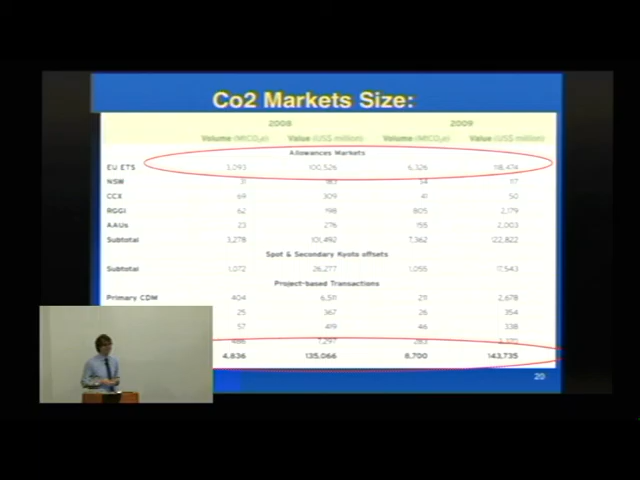 Co2 Markets Size:
2008 2009
Volume (MtCO₂e) Value (US$ million) Volume (MtCO₂e) Value (US$ million)
Allowances Markets
EU ETS 3,093 100,526 6,326 118,474
NSW 31 183 34 117
CCX 69 309 41 50
RGGI 62 198 805 2,179
AAUs 23 276 155 2,003
Subtotal 3,278 101,492 7,362 122,822
Spot & Secondary Kyoto offsets
Subtotal 1,072 26,277 1,055 17,543
Project-based Transactions
Primary CDM 404 6,511 211 2,678
25 367 26 354
57 419 46 338
486 7,297 283
4,836 135,066 8,700 143,735
20